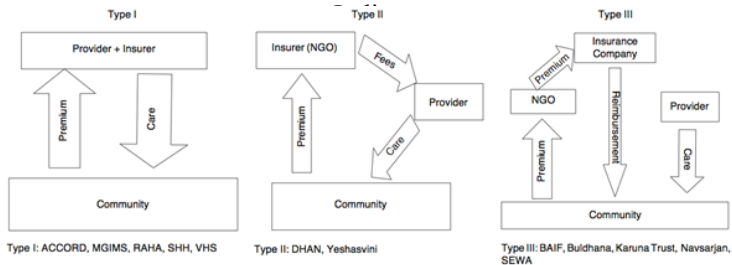 Type I
Provider + Insurer
Premium
Care
Community
Type I: ACCORD, MGIMS, RAHA, SHH, VHS
Type II
Insurer (NGO)
Fees
Provider
Premium
Care
Community
Type II: DHAN, Yeshasvini
Type III
Insurance
Company
Premium
NGO
Reimbursement
Provider
Premium
Care
Community
Type III: BAIF, Buldhana, Karuna Trust, Navsarjan,
SEWA